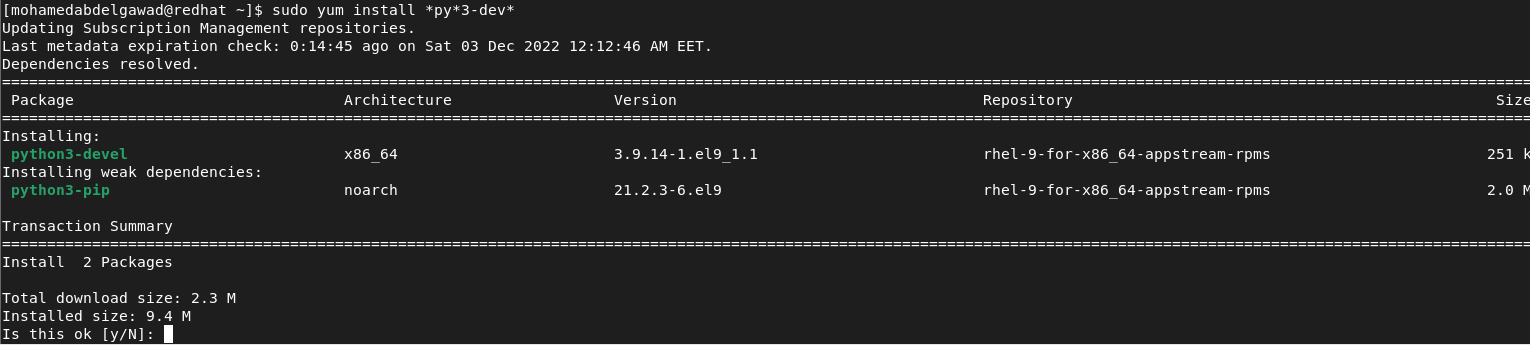 [mohamedabdelgawad@redhat ~]$ sudo yum install *py*3-dev*
Updating Subscription Management repositories.
Last metadata expiration check: 0:14:45 ago on Sat 03 Dec 2022 12:12:46 AM EET.
Dependencies resolved.
================================================================================
Package Architecture Version Repository Size
================================================================================
Installing:
python3-devel x86_64 3.9.14-1.el9_1.1 rhel-9-for-x86_64-appstream-rpms 251 k
Installing weak dependencies:
python3-pip noarch 21.2.3-6.el9 rhel-9-for-x86_64-appstream-rpms 2.0 M
Transaction Summary
================================================================================
Install  2 Packages
Total download size: 2.3 M
Installed size: 9.4 M
Is this ok [y/N]: